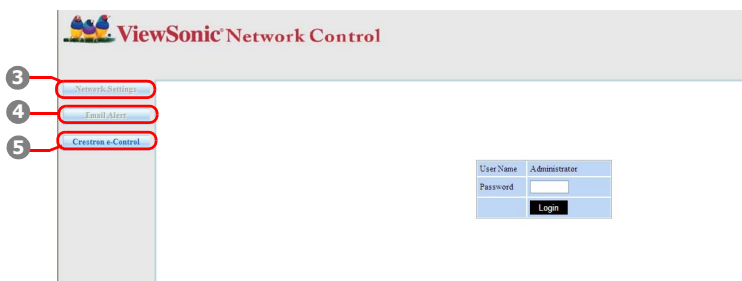 ViewSonic® Network Control
3 Network Settings
4 Email Alert
5 Crestron e-Control
User Name Administrator
Password
Login